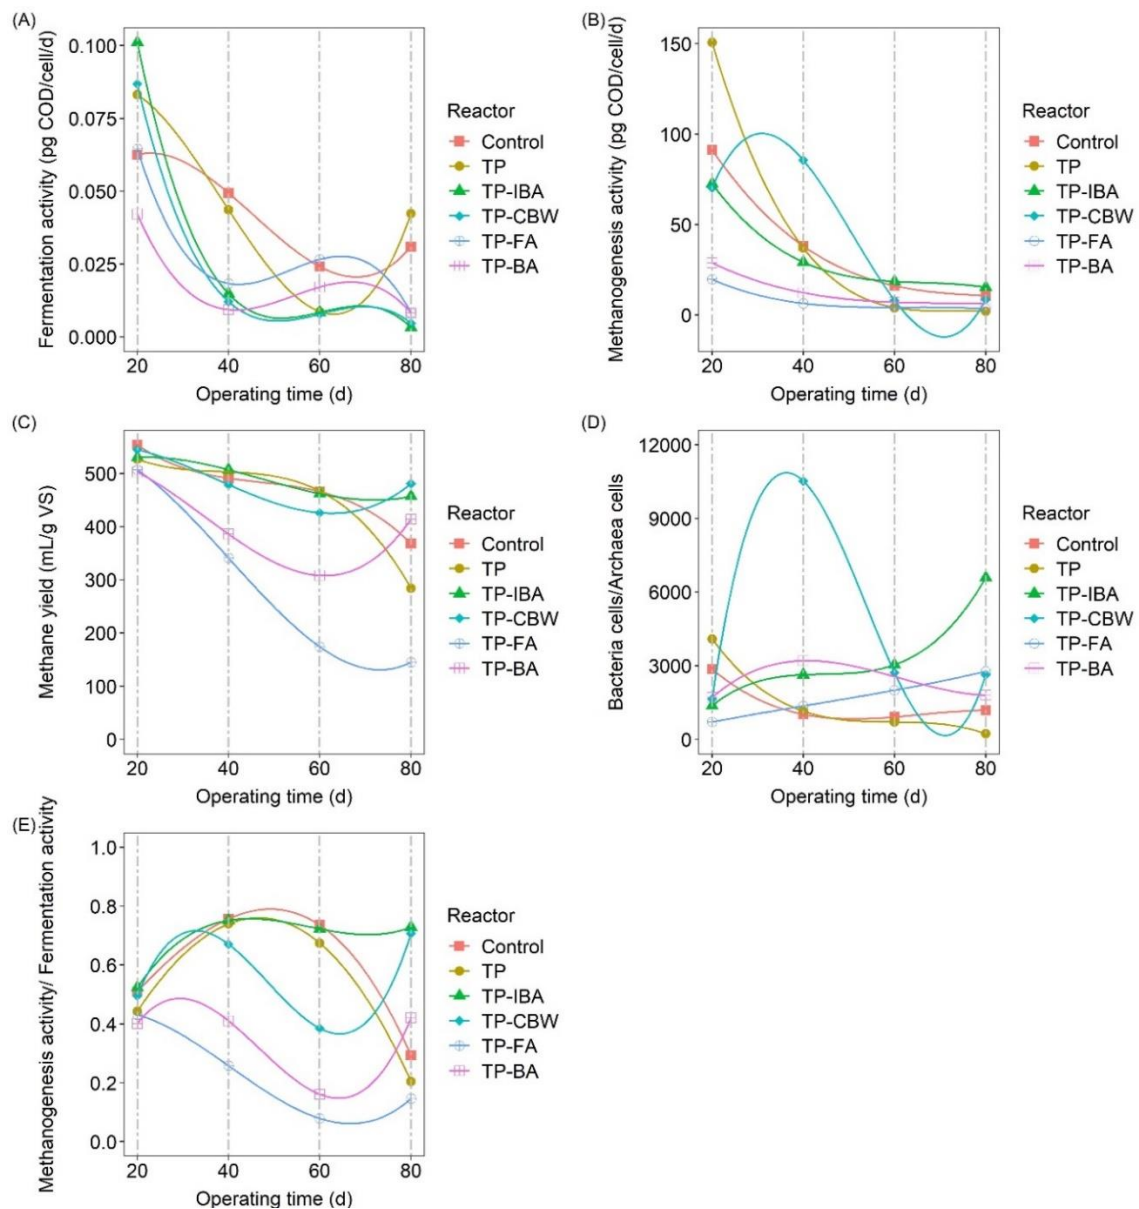 (A)
Fermentation activity (pg COD/cell/d)
0.100
0.075
0.050
0.025
0.000
20 40 60 80
Operating time (d)
Reactor
Control
TP
TP-IBA
TP-CBW
TP-FA
TP-BA
(B)
Methanogenesis activity (pg COD/cell/d)
150
100
50
0
20 40 60 80
Operating time (d)
Reactor
Control
TP
TP-IBA
TP-CBW
TP-FA
TP-BA
(C)
Methane yield (mL/g VS)
500
400
300
200
100
0
20 40 60 80
Operating time (d)
Reactor
Control
TP
TP-IBA
TP-CBW
TP-FA
TP-BA
(D)
Bacteria cells/Archaea cells
12000
9000
6000
3000
0
20 40 60 80
Operating time (d)
Reactor
Control
TP
TP-IBA
TP-CBW
TP-FA
TP-BA
(E)
Methanogenesis activity/ Fermentation activity
1.0
0.8
0.6
0.4
0.2
0.0
20 40 60 80
Operating time (d)
Reactor
Control
TP
TP-IBA
TP-CBW
TP-FA
TP-BA